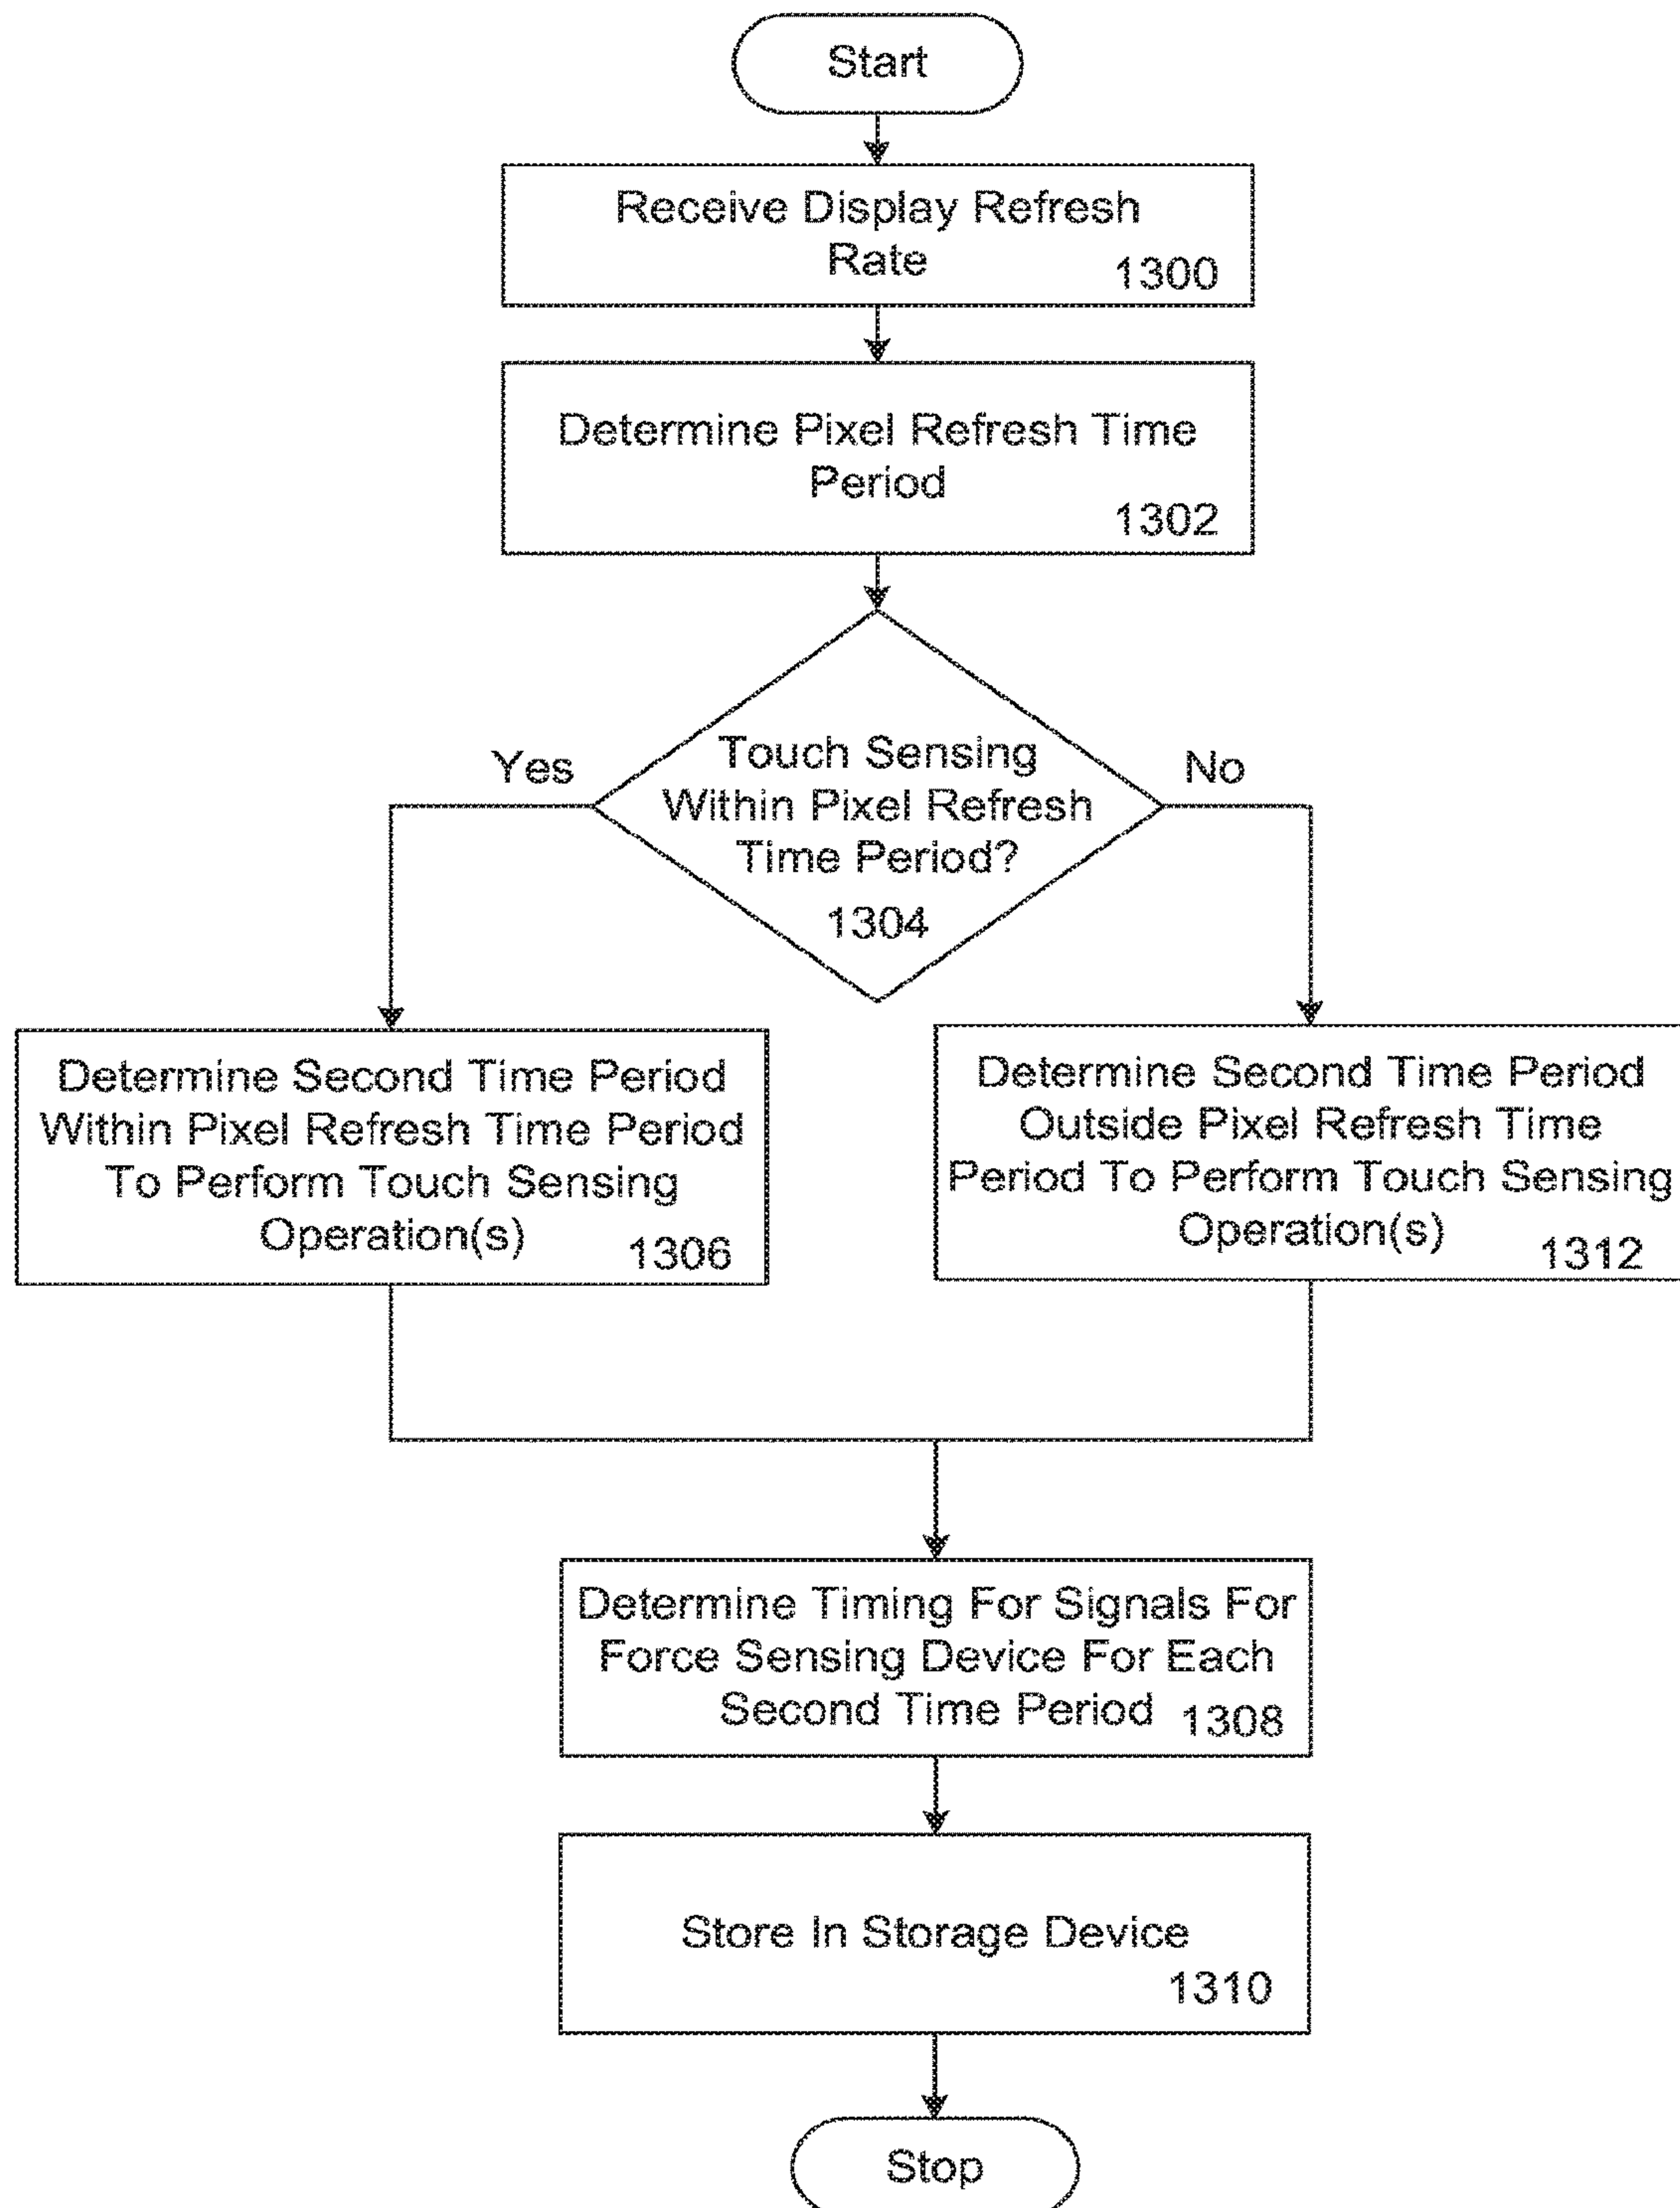 Start
Receive Display Refresh
Rate
1300
Determine Pixel Refresh Time
Period
1302
Touch Sensing
Within Pixel Refresh
Time Period?
1304
Yes
No
Determine Second Time Period
Within Pixel Refresh Time Period
To Perform Touch Sensing
Operation(s)
1306
Determine Second Time Period
Outside Pixel Refresh Time
Period To Perform Touch Sensing
Operation(s)
1312
Determine Timing For Signals For
Force Sensing Device For Each
Second Time Period
1308
Store In Storage Device
1310
Stop